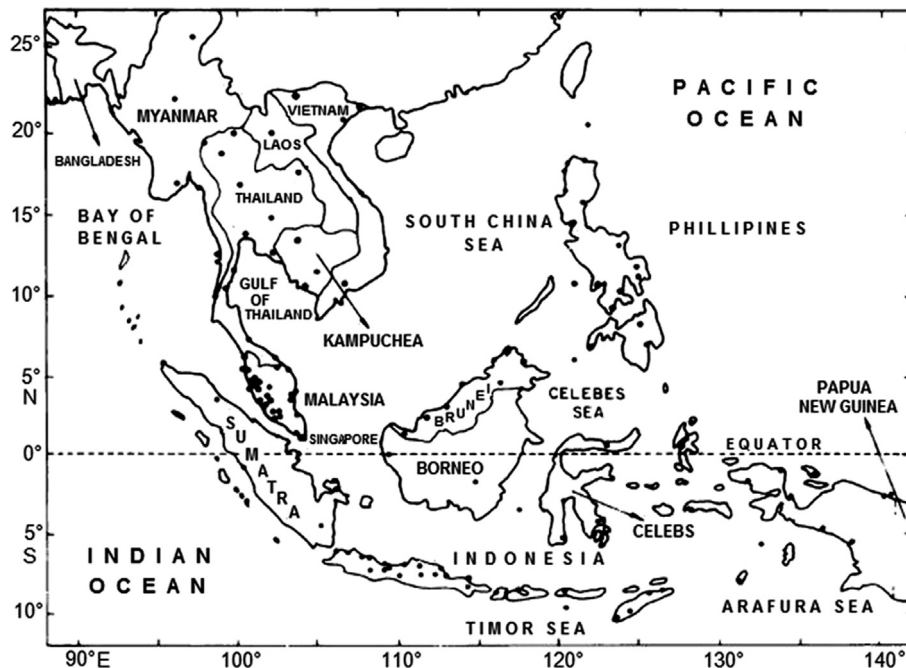 25°
20°
15°
10°
5°
N
0°
5°
S
10°
90°E
100°
110°
120°
130°
140°
PACIFIC
OCEAN
MYANMAR
VIETNAM
LAOS
BANGLADESH
THAILAND
BAY OF
BENGAL
SOUTH CHINA
SEA
PHILLIPINES
GULF
OF
THAILAND
KAMPUCHEA
MALAYSIA
BRUNEI
CELEBES
SEA
PAPUA
NEW GUINEA
SINGAPORE
SUMATRA
EQUATOR
BORNEO
INDONESIA
CELEBS
INDIAN
OCEAN
ARAFURA SEA
TIMOR SEA